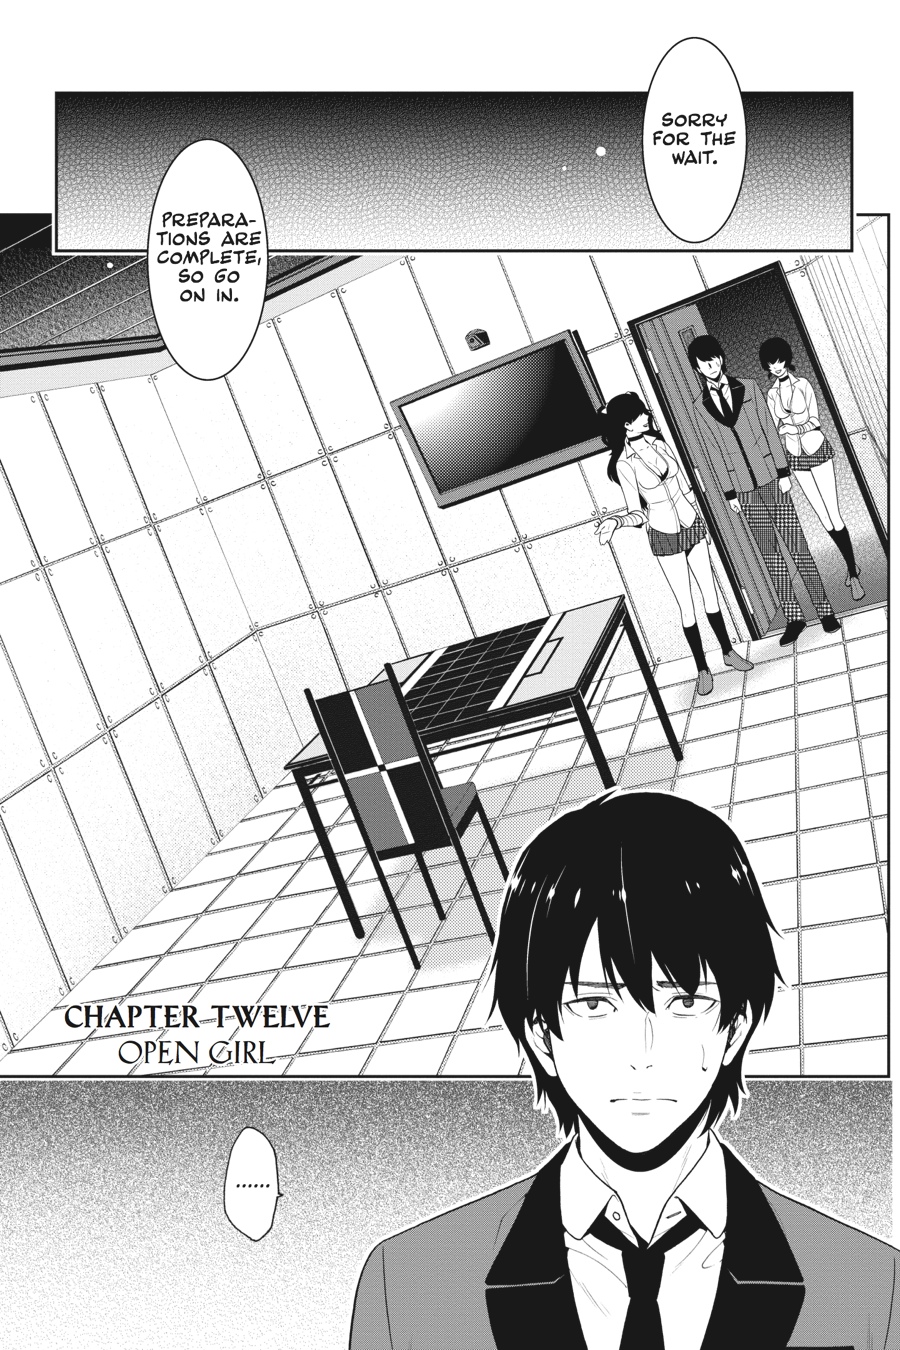 SORRY
FOR THE
WAIT.
PREPARA-
TIONS ARE
COMPLETE,
SO GO
ON IN.
CHAPTER TWELVE
OPEN GIRL
......